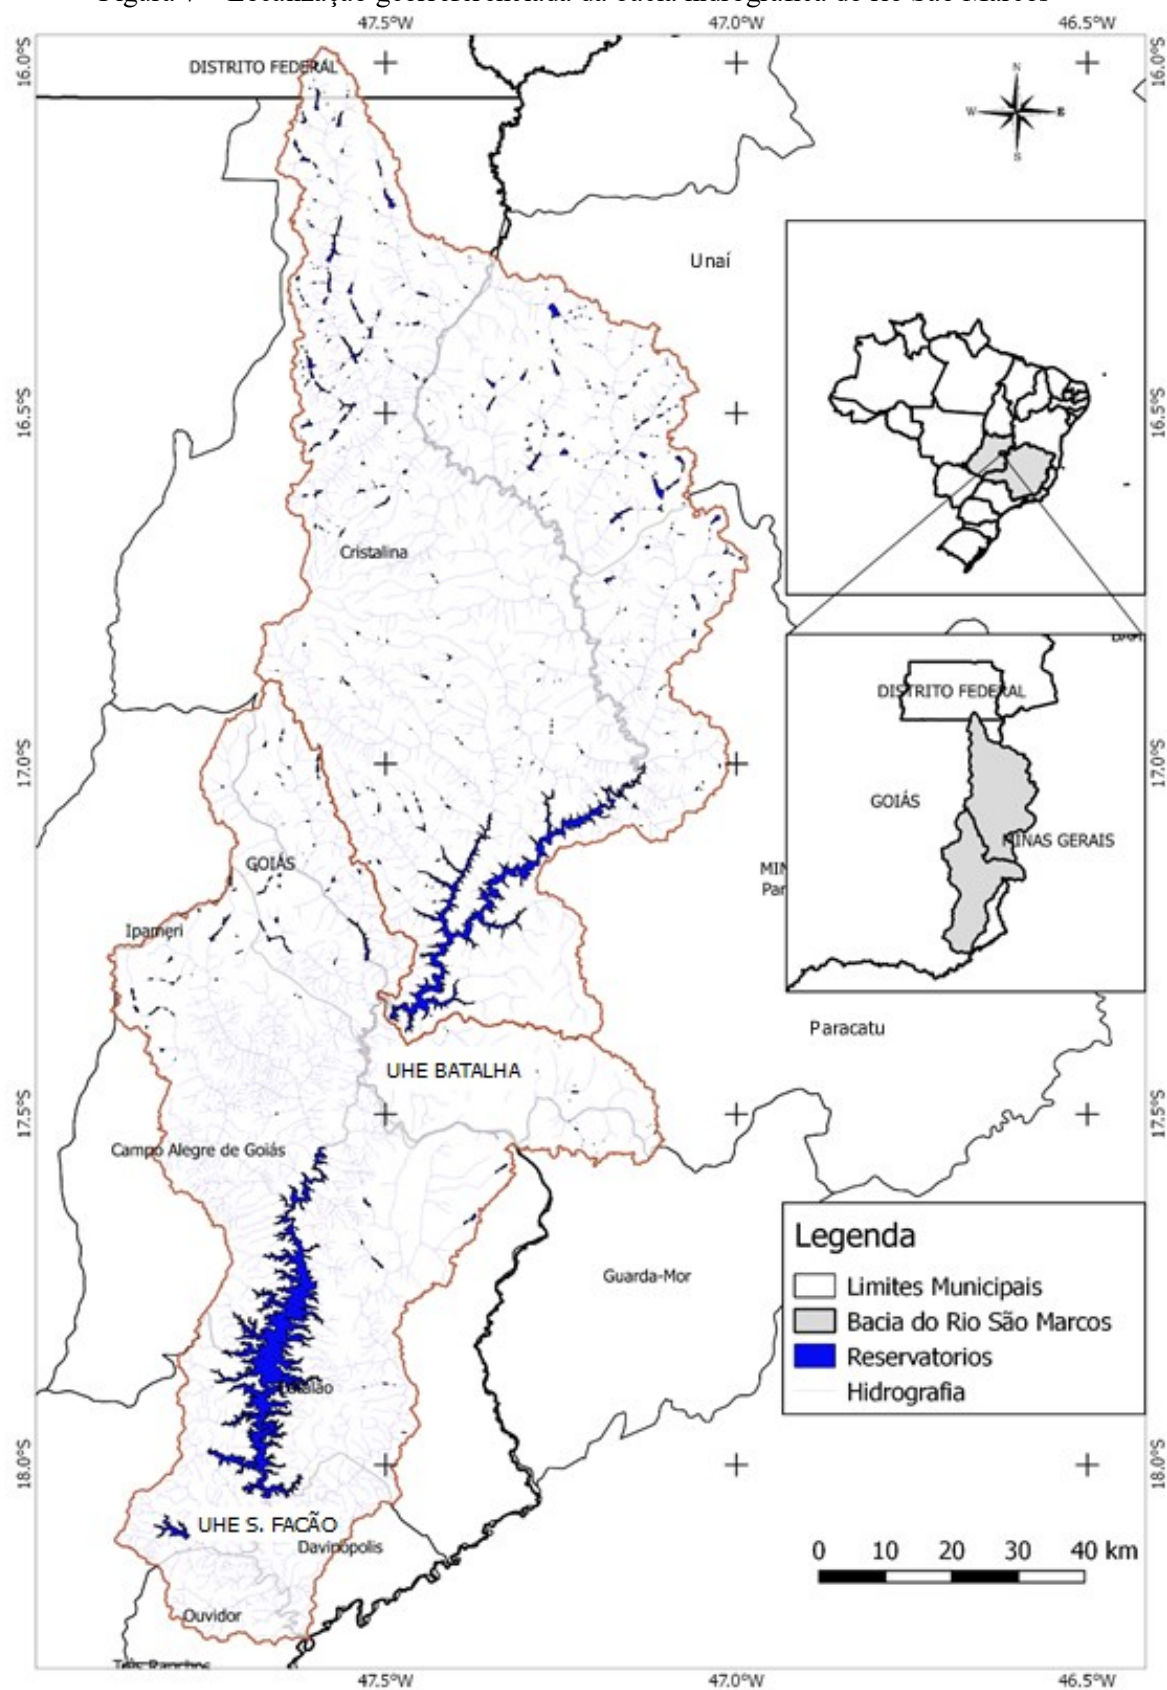 47.5°W 47.0°W 46.5°W
16.0°S
16.0°S
DISTRITO FEDERAL
N
W E
S
Unaí
16.5°S
16.5°S
Cristalina
DISTRITO FEDERAL
GOIÁS
MINAS GERAIS
17.0°S
17.0°S
GOIÁS
MIN
Par
Ipameri
Paracatu
UHE BATALHA
17.5°S
17.5°S
Campo Alegre de Goiás
Guarda-Mor
Legenda
Limites Municipais
Bacia do Rio São Marcos
Reservatorios
Hidrografia
18.0°S
18.0°S
UHE S. FACÃO
Davinópolis
0 10 20 30 40 km
Ouvidor
47.5°W 47.0°W 46.5°W